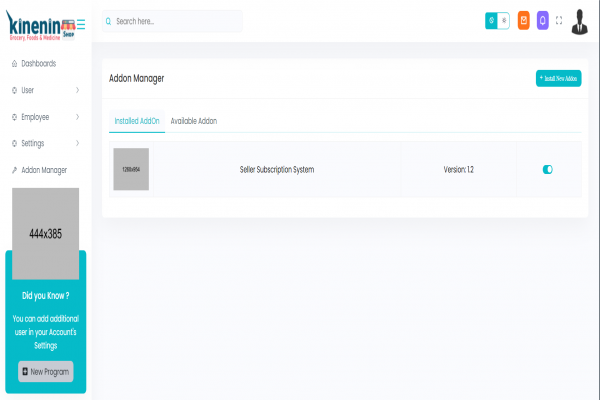 kinenin
Shop
Grocery, Foods & Medicine
Search here...
Dashboards
User
Employee
Settings
Addon Manager
444x385
Did you Know ?
You can add additional
user in your Account's
Settings
New Program
Addon Manager
+ Install New Addon
Installed AddOn
Available Addon
Seller Subscription System
Version: 1.2